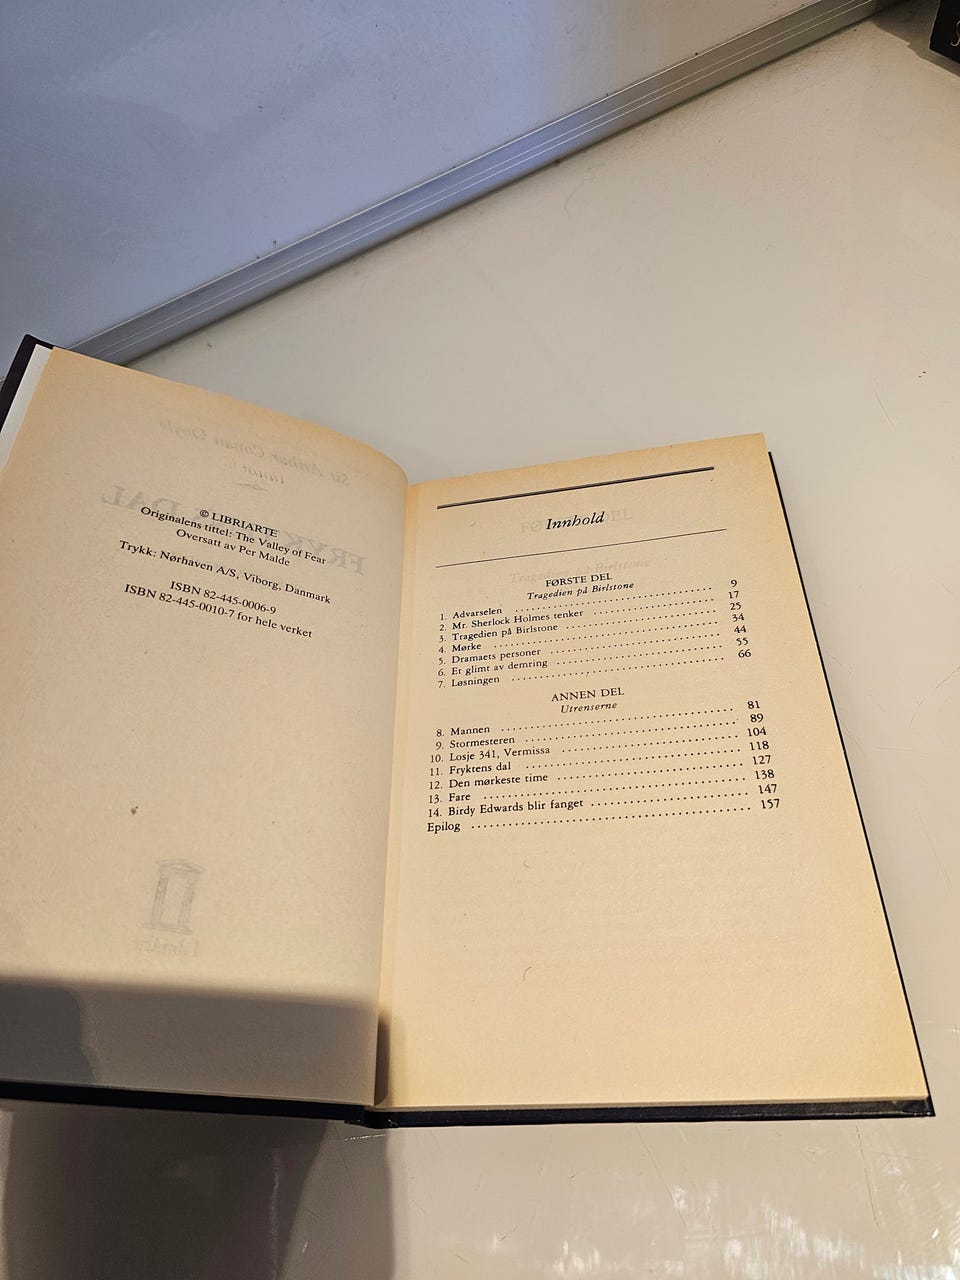 © LIBRIARTE
Originalens tittel: The Valley of Fear
Oversatt av Per Malde
Trykk: Nørhaven A/S, Viborg, Danmark
ISBN 82-445-0006-9
ISBN 82-445-0010-7 for hele verket
Innhold
FØRSTE DEL
Tragedien på Birlstone
1. Advarselen 9
2. Mr. Sherlock Holmes tenker 17
3. Tragedien på Birlstone 25
4. Mørke 34
5. Dramaets personer 44
6. Et glimt av demring 55
7. Løsningen 66
ANNEN DEL
Utrenserne
8. Mannen 81
9. Stormesteren 89
10. Losje 341, Vermissa 104
11. Fryktens dal 118
12. Den mørkeste time 127
13. Fare 138
14. Birdy Edwards blir fanget 147
Epilog 157